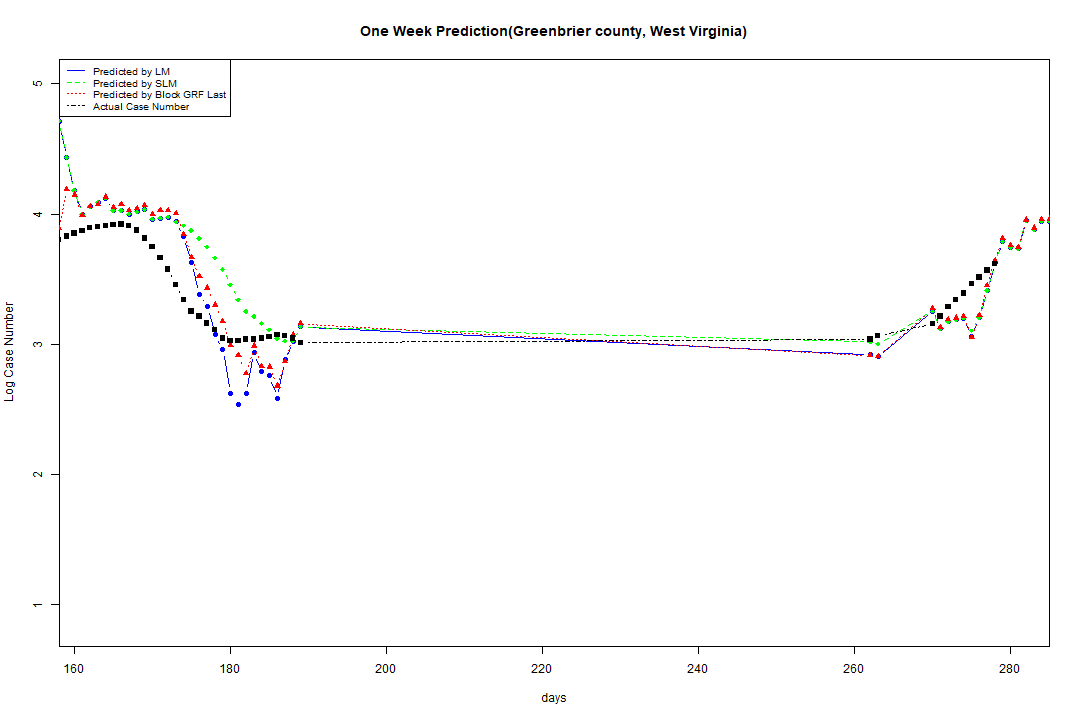 One Week Prediction(Greenbrier county, West Virginia)
Predicted by LM
Predicted by SLM
Predicted by Block GRF Last
Actual Case Number
5
4
3
2
1
Log Case Number
160 180 200 220 240 260 280
days